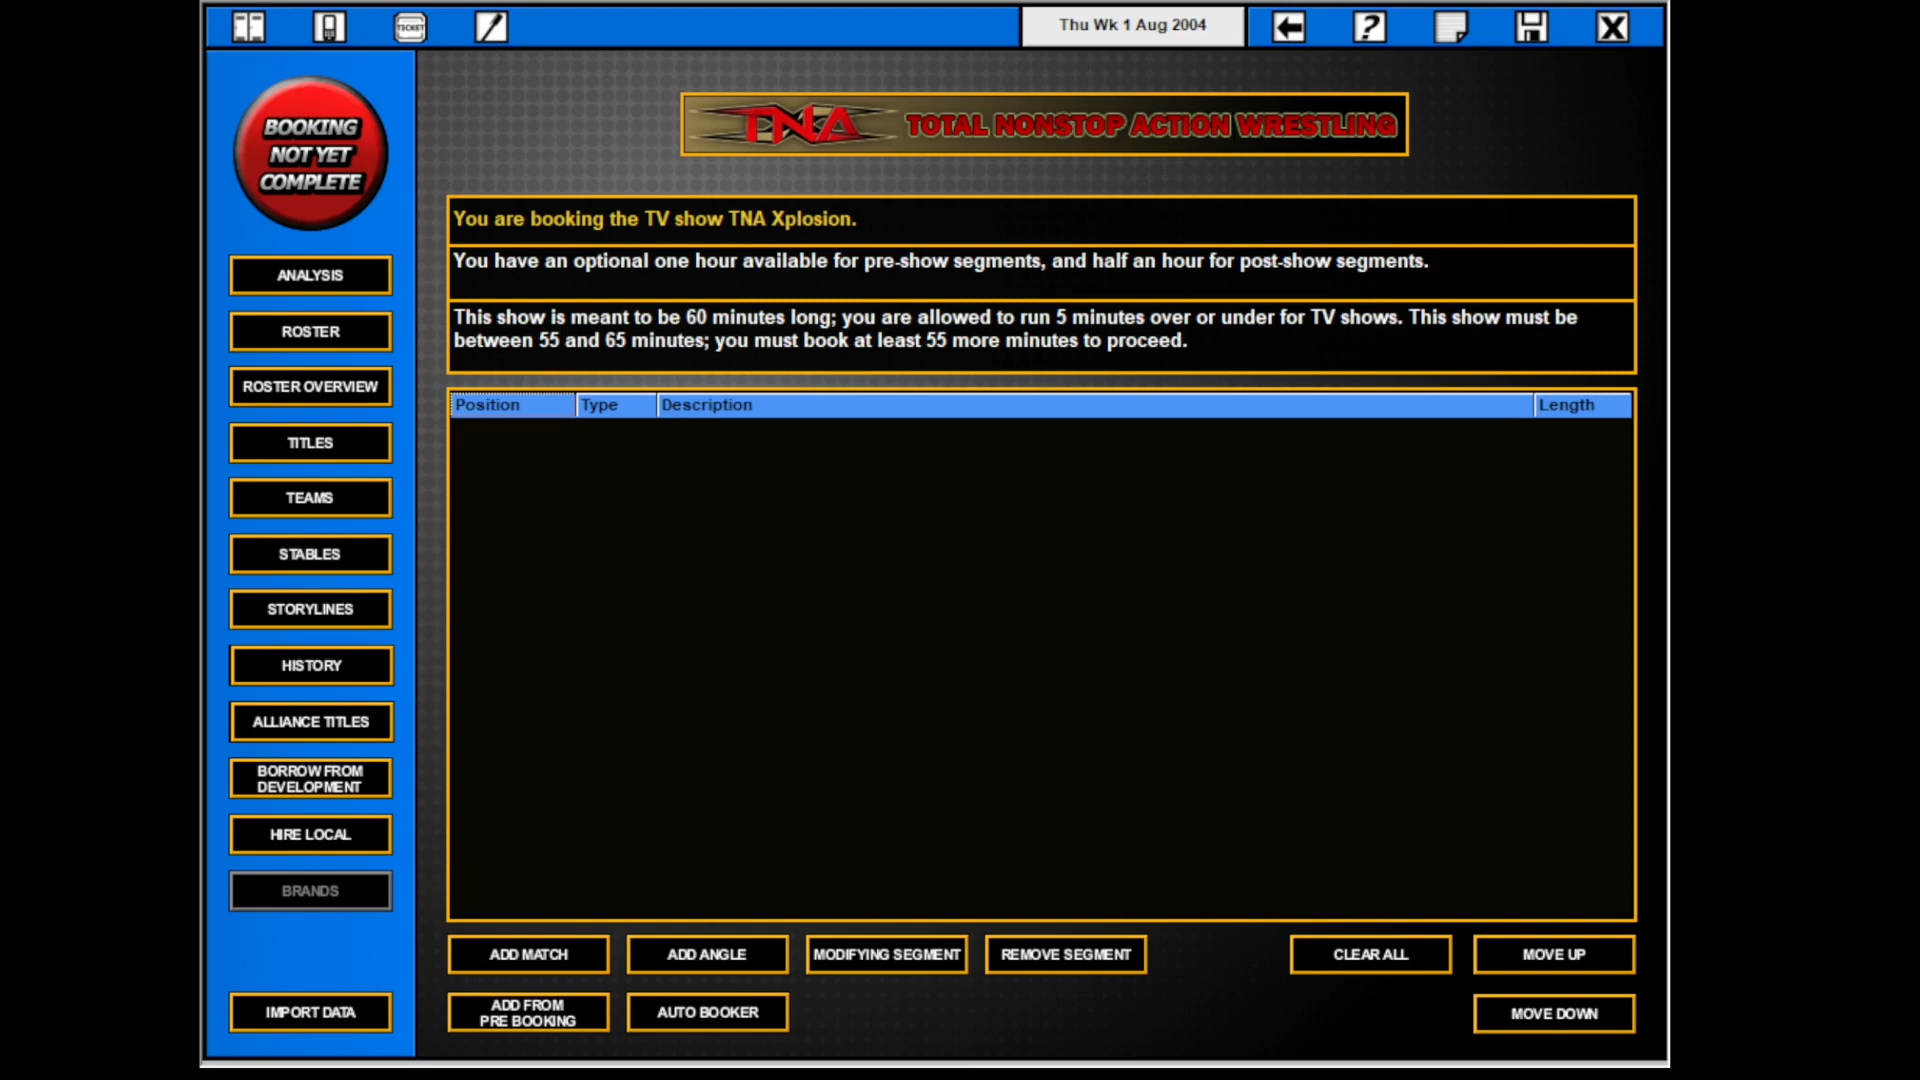 TICKET
Thu Wk 1 Aug 2004
?
X
BOOKING
NOT YET
COMPLETE
TNA TOTAL NONSTOP ACTION WRESTLING
You are booking the TV show TNA Xplosion.
You have an optional one hour available for pre-show segments, and half an hour for post-show segments.
This show is meant to be 60 minutes long; you are allowed to run 5 minutes over or under for TV shows. This show must be
between 55 and 65 minutes; you must book at least 55 more minutes to proceed.
Position Type Description Length
ANALYSIS
ROSTER
ROSTER OVERVIEW
TITLES
TEAMS
STABLES
STORYLINES
HISTORY
ALLIANCE TITLES
BORROW FROM
DEVELOPMENT
HIRE LOCAL
BRANDS
IMPORT DATA
ADD MATCH ADD ANGLE MODIFYING SEGMENT REMOVE SEGMENT CLEAR ALL MOVE UP
ADD FROM
PRE BOOKING
AUTO BOOKER
MOVE DOWN